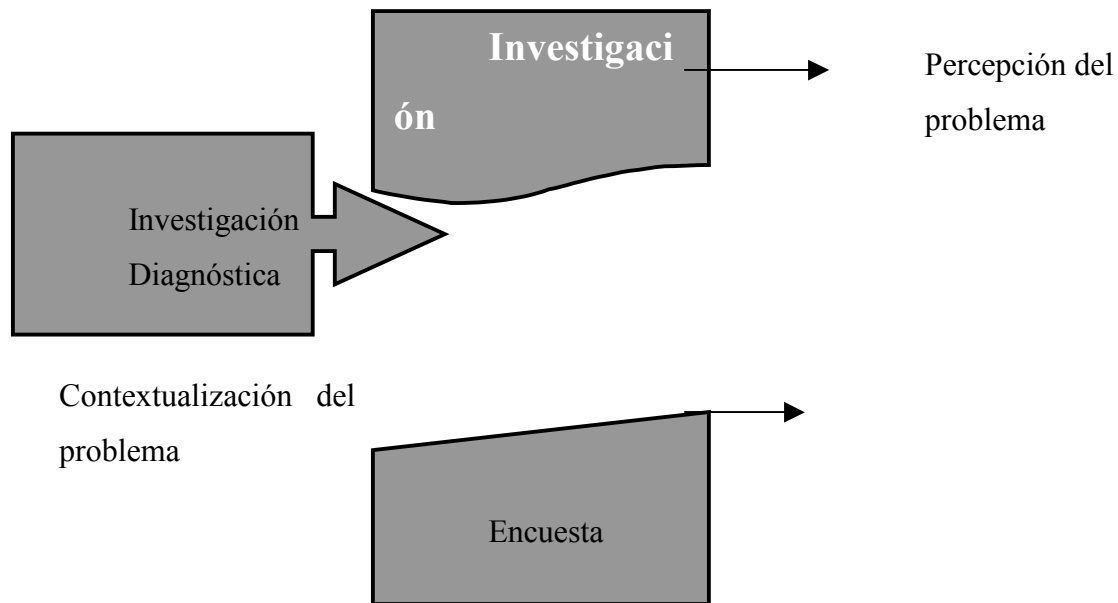 Investigaci
ón
Percepción del
problema
Investigación
Diagnóstica
Contextualización del
problema
Encuesta